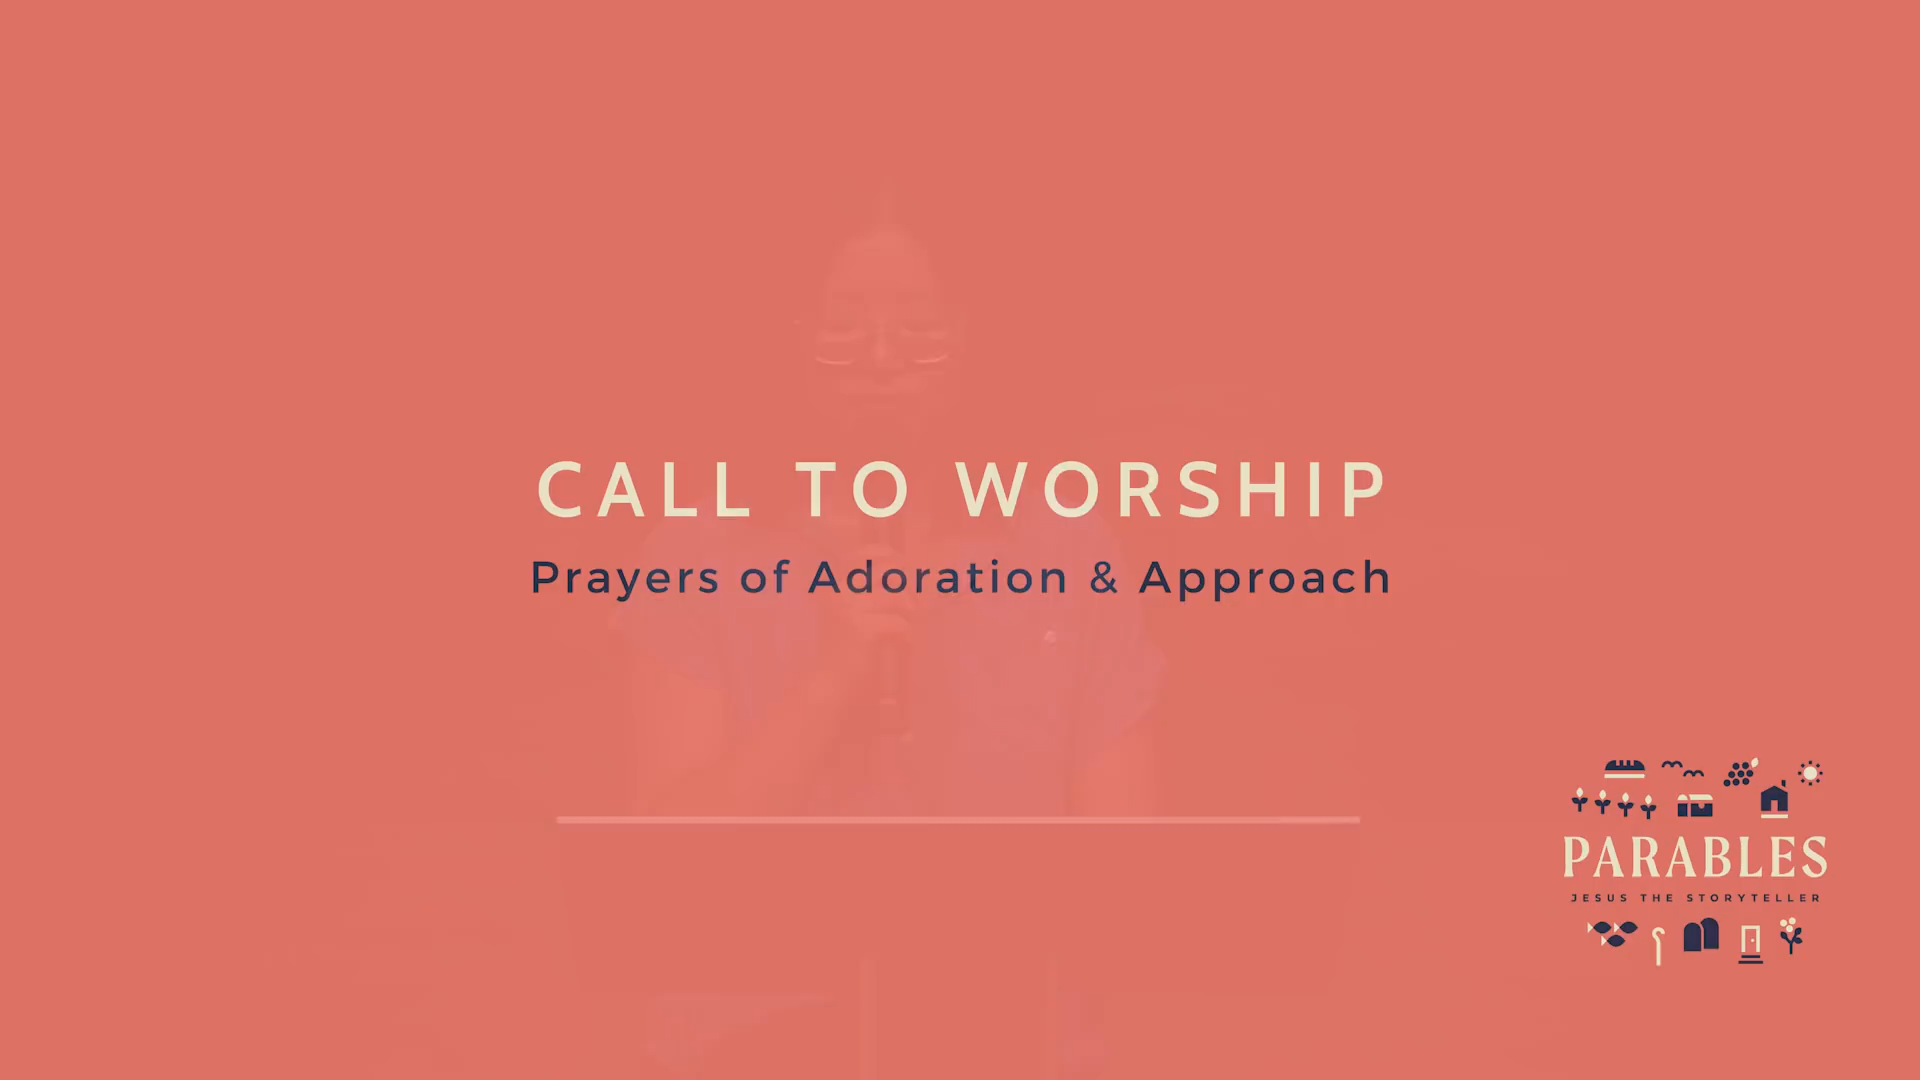 CALL TO WORSHIP
Prayers of Adoration & Approach
PARABLES
JESUS THE STORYTELLER